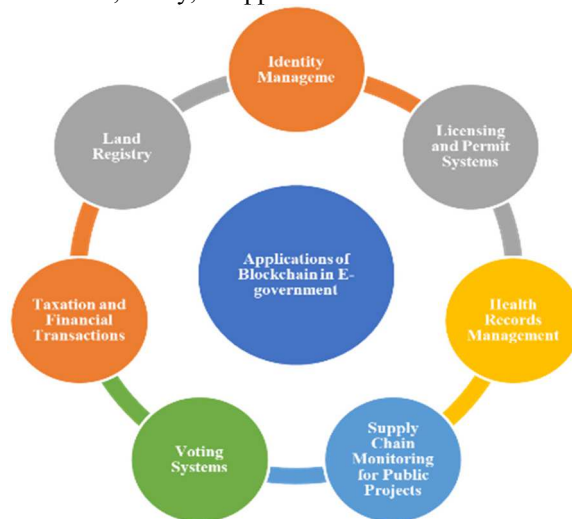 Identity
Manageme
Licensing
and Permit
Systems
Health
Records
Management
Supply
Chain
Monitoring
for Public
Projects
Voting
Systems
Taxation and
Financial
Transactions
Land
Registry
Applications of
Blockchain in E-
government